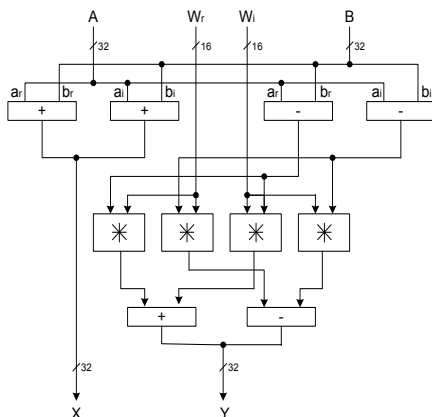 A Wr Wi B
32 16 16 32
ar br ai bi ar br ai bi
+ + - -
+ -
32 32
X Y